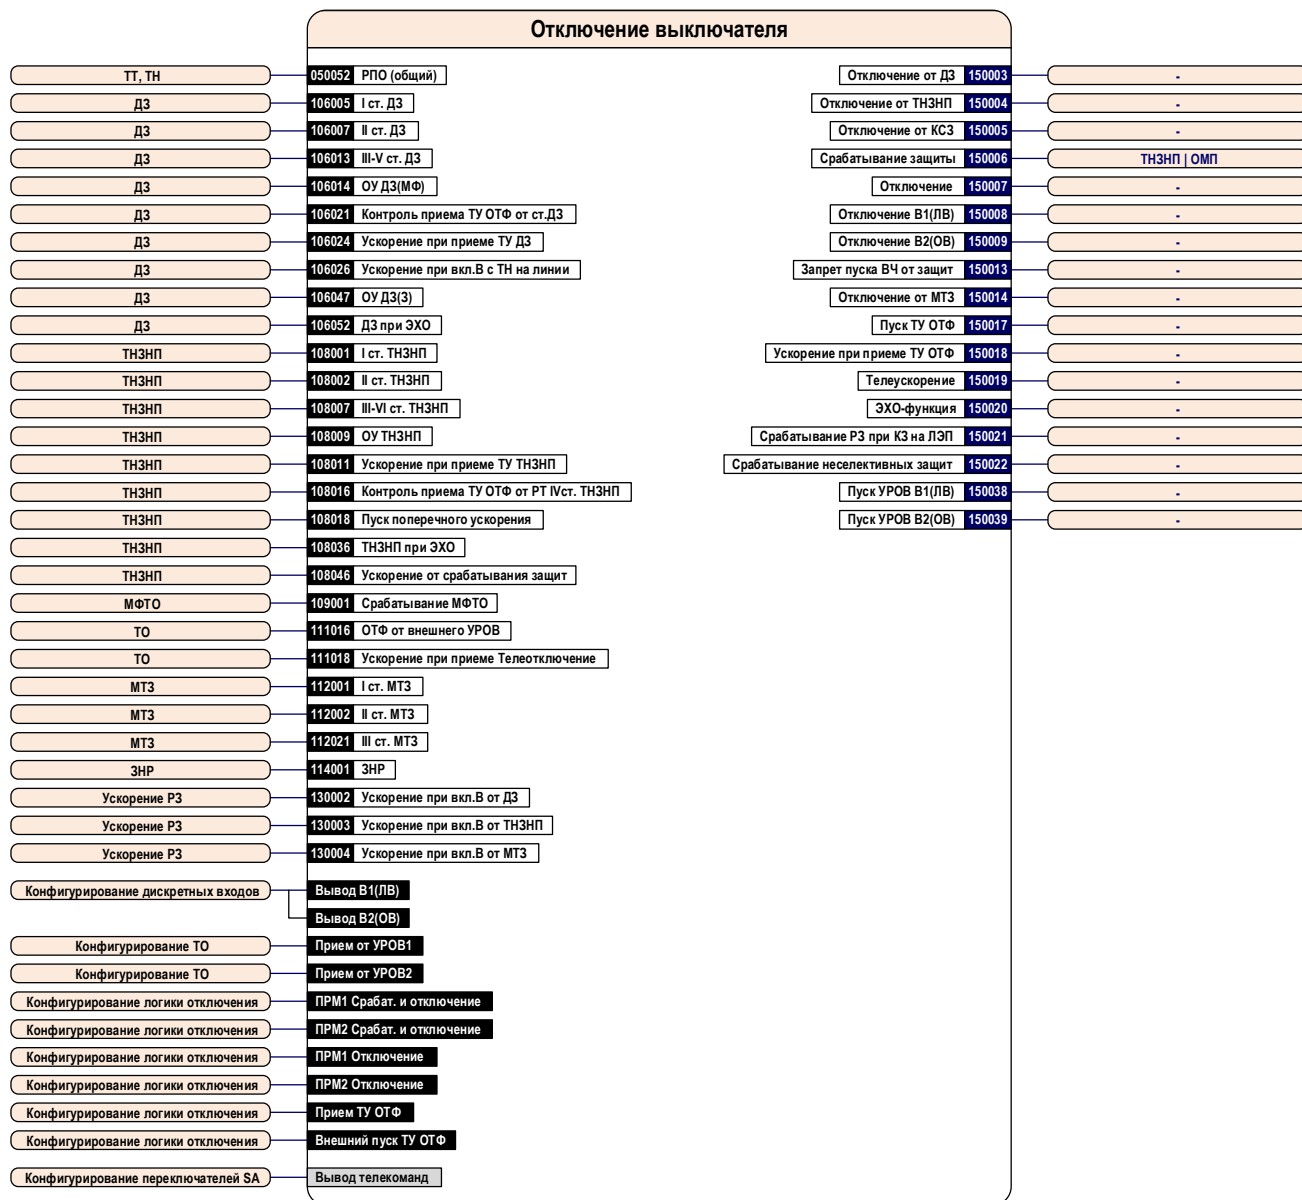 Отключение выключателя
ТТ, ТН 050052 РПО (общий) Отключение от ДЗ 150003 -
ДЗ 106005 I ст. ДЗ Отключение от ТНЗНП 150004 -
ДЗ 106007 II ст. ДЗ Отключение от КСЗ 150005 -
ДЗ 106013 III-V ст. ДЗ Срабатывание защиты 150006 ТНЗНП | ОМП
ДЗ 106014 ОУ ДЗ(МФ) Отключение 150007 -
ДЗ 106021 Контроль приема ТУ ОТФ от ст.ДЗ Отключение В1(ЛВ) 150008 -
ДЗ 106024 Ускорение при приеме ТУ ДЗ Отключение В2(ОВ) 150009 -
ДЗ 106026 Ускорение при вкл.В с ТН на линии Запрет пуска ВЧ от защит 150013 -
ДЗ 106047 ОУ ДЗ(З) Отключение от МТЗ 150014 -
ДЗ 106052 ДЗ при ЭХО Пуск ТУ ОТФ 150017 -
ТНЗНП 108001 I ст. ТНЗНП Ускорение при приеме ТУ ОТФ 150018 -
ТНЗНП 108002 II ст. ТНЗНП Телеускорение 150019 -
ТНЗНП 108007 III-VI ст. ТНЗНП ЭХО-функция 150020 -
ТНЗНП 108009 ОУ ТНЗНП Срабатывание РЗ при КЗ на ЛЭП 150021 -
ТНЗНП 108011 Ускорение при приеме ТУ ТНЗНП Срабатывание неселективных защит 150022 -
ТНЗНП 108016 Контроль приема ТУ ОТФ от РТ IVст. ТНЗНП Пуск УРОВ В1(ЛВ) 150038 -
ТНЗНП 108018 Пуск поперечного ускорения Пуск УРОВ В2(ОВ) 150039 -
ТНЗНП 108036 ТНЗНП при ЭХО
ТНЗНП 108046 Ускорение от срабатывания защит
МФТО 109001 Срабатывание МФТО
ТО 111016 ОТФ от внешнего УРОВ
ТО 111018 Ускорение при приеме Телеотключение
МТЗ 112001 I ст. МТЗ
МТЗ 112002 II ст. МТЗ
МТЗ 112021 III ст. МТЗ
ЗНР 114001 ЗНР
Ускорение РЗ 130002 Ускорение при вкл.В от ДЗ
Ускорение РЗ 130003 Ускорение при вкл.В от ТНЗНП
Ускорение РЗ 130004 Ускорение при вкл.В от МТЗ
Конфигурирование дискретных входов Вывод В1(ЛВ)
Вывод В2(ОВ)
Конфигурирование ТО Прием от УРОВ1
Конфигурирование ТО Прием от УРОВ2
Конфигурирование логики отключения ПРМ1 Срабат. и отключение
Конфигурирование логики отключения ПРМ2 Срабат. и отключение
Конфигурирование логики отключения ПРМ1 Отключение
Конфигурирование логики отключения ПРМ2 Отключение
Конфигурирование логики отключения Прием ТУ ОТФ
Конфигурирование логики отключения Внешний пуск ТУ ОТФ
Конфигурирование переключателей SA Вывод телекоманд